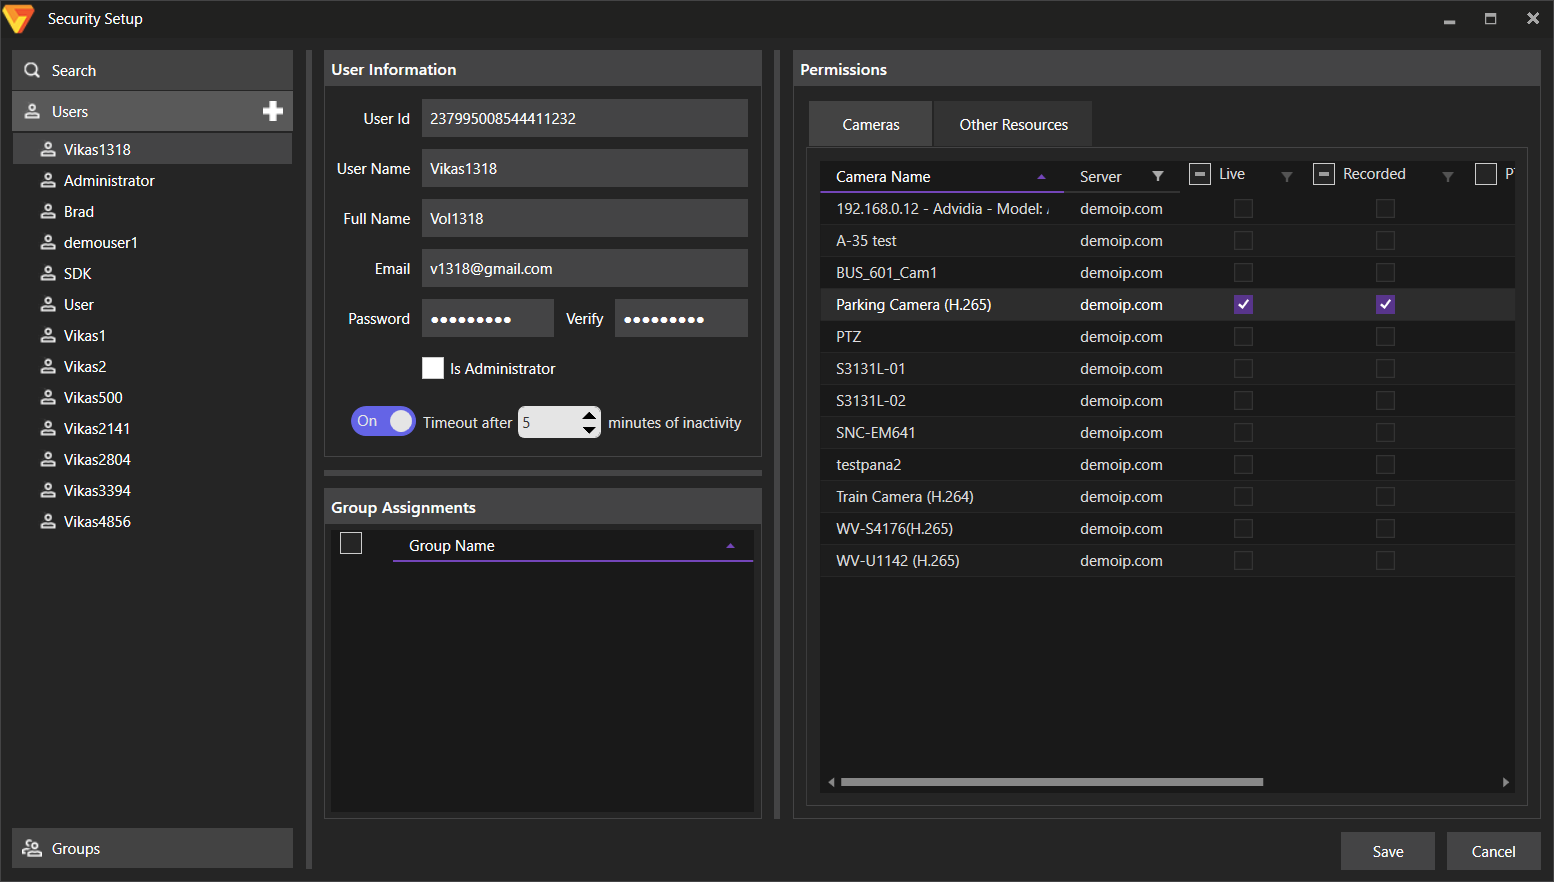 Security Setup
Search
Users
Vikas1318
Administrator
Brad
demouser1
SDK
User
Vikas1
Vikas2
Vikas500
Vikas2141
Vikas2804
Vikas3394
Vikas4856
Groups
User Information
User Id 237995008544411232
User Name Vikas1318
Full Name Vol1318
Email v1318@gmail.com
Password ●●●●●●●●● Verify ●●●●●●●●●
Is Administrator
On Timeout after 5 minutes of inactivity
Group Assignments
Group Name
Permissions
Cameras Other Resources
Camera Name Server Live Recorded
192.168.0.12 - Advidia - Model: demoip.com
A-35 test demoip.com
BUS_601_Cam1 demoip.com
Parking Camera (H.265) demoip.com
PTZ demoip.com
S3131L-01 demoip.com
S3131L-02 demoip.com
SNC-EM641 demoip.com
testpana2 demoip.com
Train Camera (H.264) demoip.com
WV-S4176(H.265) demoip.com
WV-U1142 (H.265) demoip.com
Save Cancel